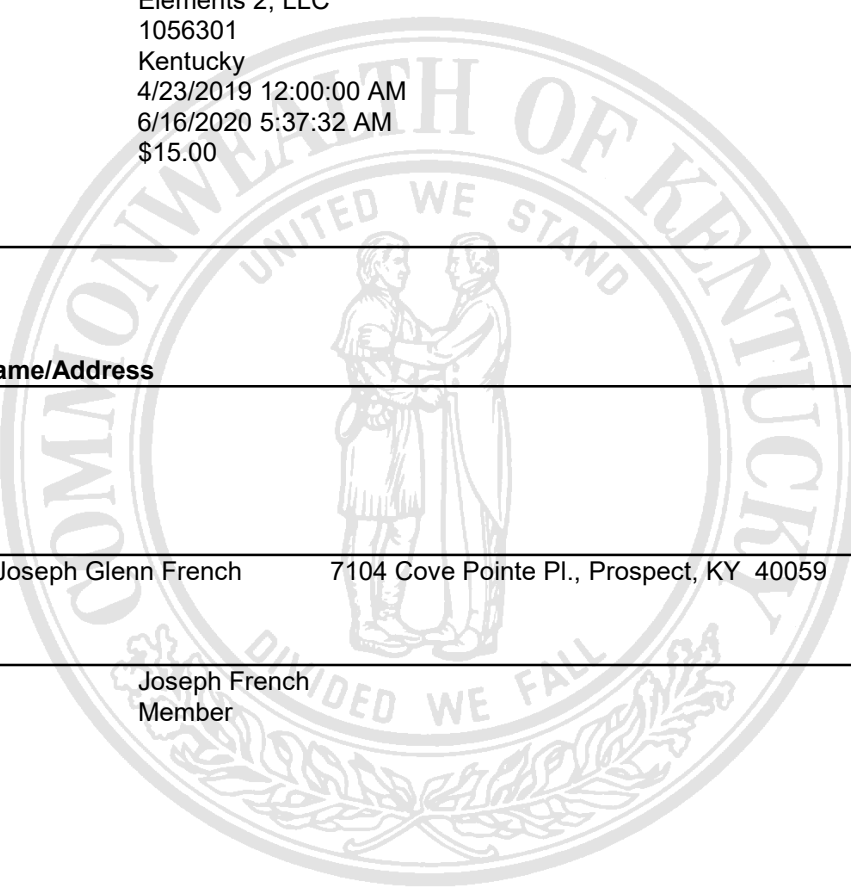 Elements 2, LLC
1056301
Kentucky
4/23/2019 12:00:00 AM
6/16/2020 5:37:32 AM
$15.00
COMMONWEALTH OF KENTUCKY
UNITED WE STAND
ame/Address
Joseph Glenn French 7104 Cove Pointe Pl., Prospect, KY 40059
DIVIDED WE FALL
Joseph French
Member